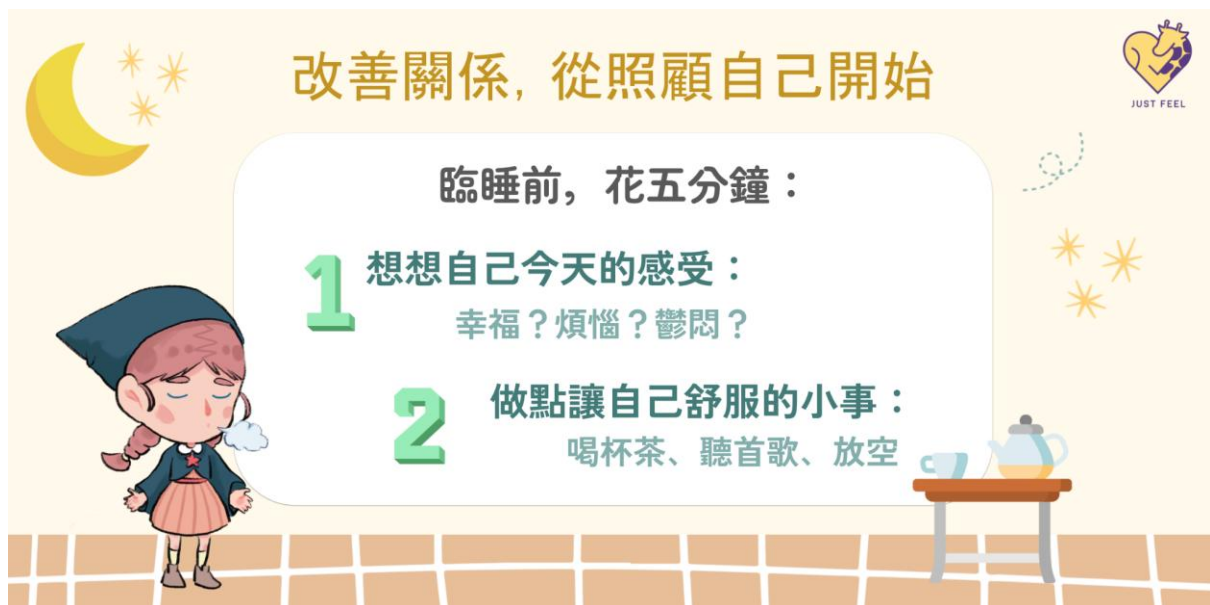 改善關係，從照顧自己開始
JUST FEEL
臨睡前，花五分鐘：
1 想想自己今天的感受：
幸福？煩惱？鬱悶？
2 做點讓自己舒服的小事：
喝杯茶、聽首歌、放空